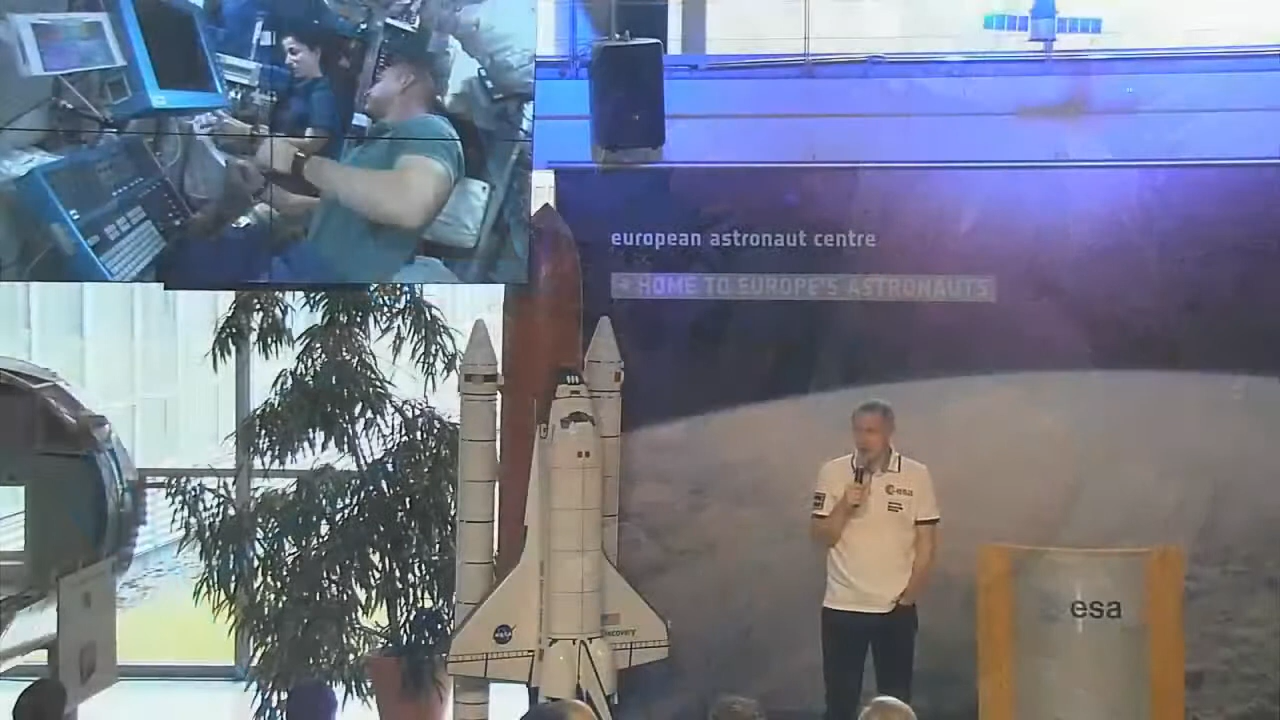 european astronaut centre
→ HOME TO EUROPE'S ASTRONAUTS
esa
esa
NASA
Discovery